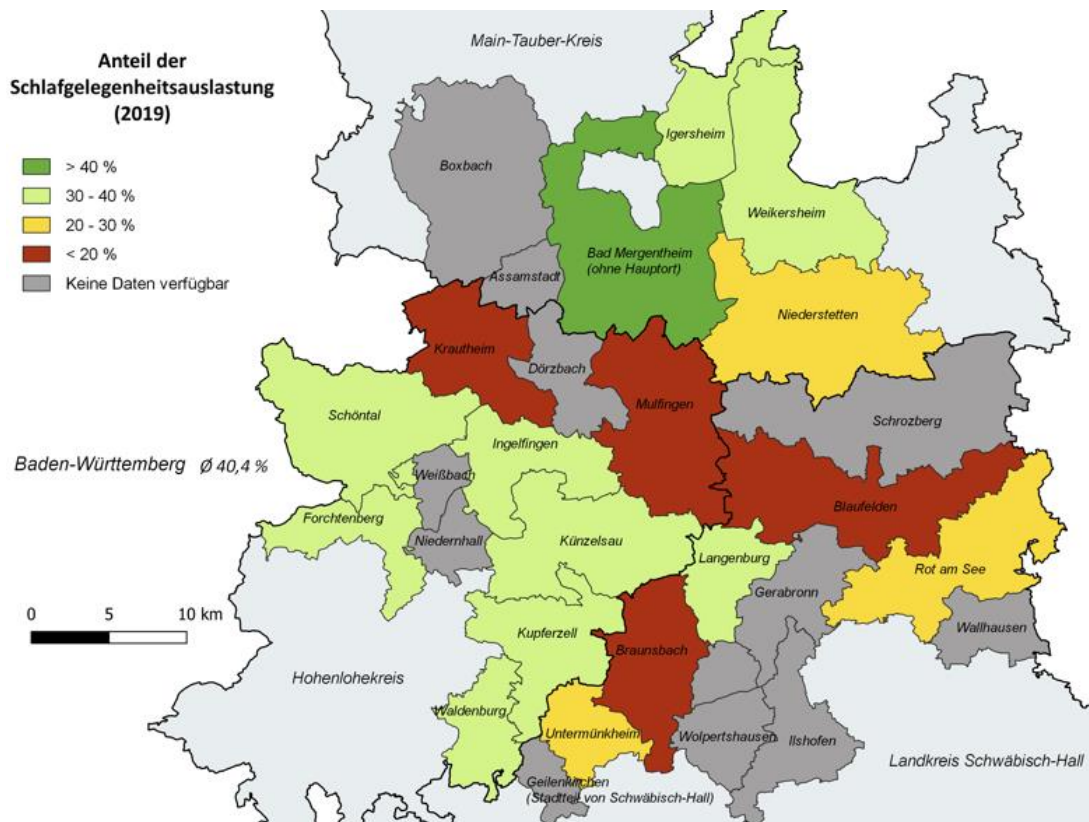 Anteil der
Schlafgelegenheitsauslastung
(2019)
> 40 %
30 - 40 %
20 - 30 %
< 20 %
Keine Daten verfügbar
Main-Tauber-Kreis
Igersheim
Boxbach
Weikersheim
Bad Mergentheim
(ohne Hauptort)
Assamstadt
Niederstetten
Krautheim
Dörzbach
Mulfingen
Schrozberg
Schöntal
Ingelfingen
Baden-Württemberg Ø 40,4 %
Weißbach
Blaufelden
Forchtenberg
Niedernhall
Künzelsau
Langenburg
Rot am See
Gerabronn
0 5 10 km
Wallhausen
Kupferzell
Braunsbach
Hohenlohekreis
Waldenburg
Untermünkheim
Wolpertshausen
Ilshofen
Landkreis Schwäbisch-Hall
Geilenkirchen
(Stadtteil von Schwäbisch-Hall)